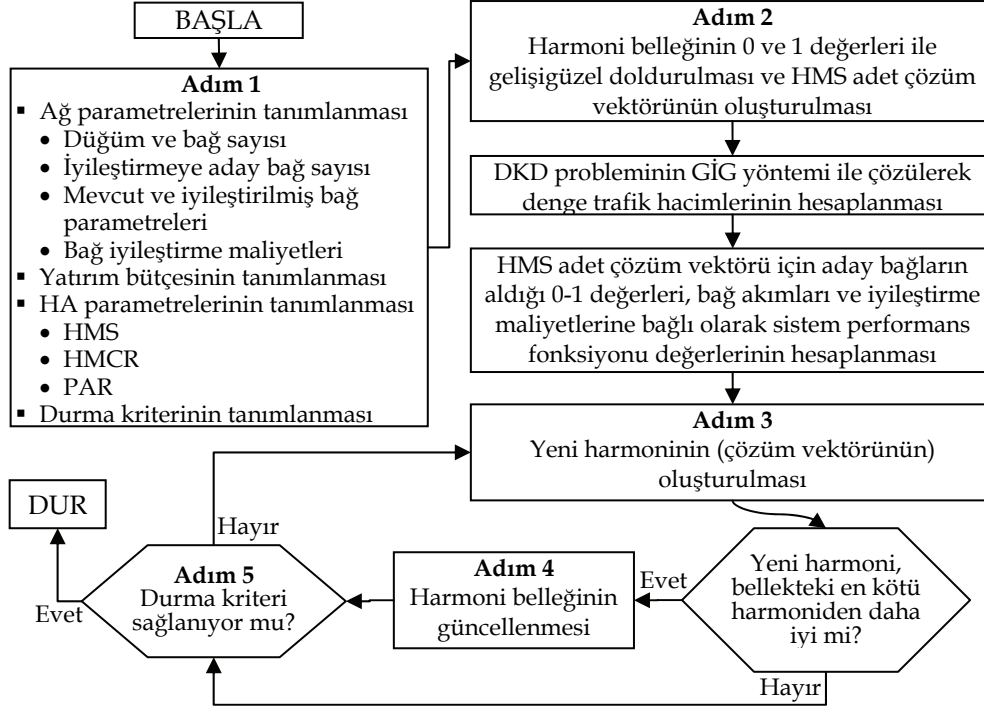 BAŞLA
Adım 1
▪ Ağ parametrelerinin tanımlanması
• Düğüm ve bağ sayısı
• İyileştirmeye aday bağ sayısı
• Mevcut ve iyileştirilmiş bağ
parametreleri
• Bağ iyileştirme maliyetleri
▪ Yatırım bütçesinin tanımlanması
▪ HA parametrelerinin tanımlanması
• HMS
• HMCR
• PAR
▪ Durma kriterinin tanımlanması
Adım 2
Harmoni belleğinin 0 ve 1 değerleri ile
gelişigüzel doldurulması ve HMS adet çözüm
vektörünün oluşturulması
DKD probleminin GİG yöntemi ile çözülerek
denge trafik hacimlerinin hesaplanması
HMS adet çözüm vektörü için aday bağların
aldığı 0-1 değerleri, bağ akımları ve iyileştirme
maliyetlerine bağlı olarak sistem performans
fonksiyonu değerlerinin hesaplanması
Adım 3
Yeni harmoninin (çözüm vektörünün)
oluşturulması
Yeni harmoni,
bellekteki en kötü
harmoniden daha
iyi mi?
Evet
Hayır
Adım 4
Harmoni belleğinin
güncellenmesi
Adım 5
Durma kriteri
sağlanıyor mu?
Hayır
Evet
DUR